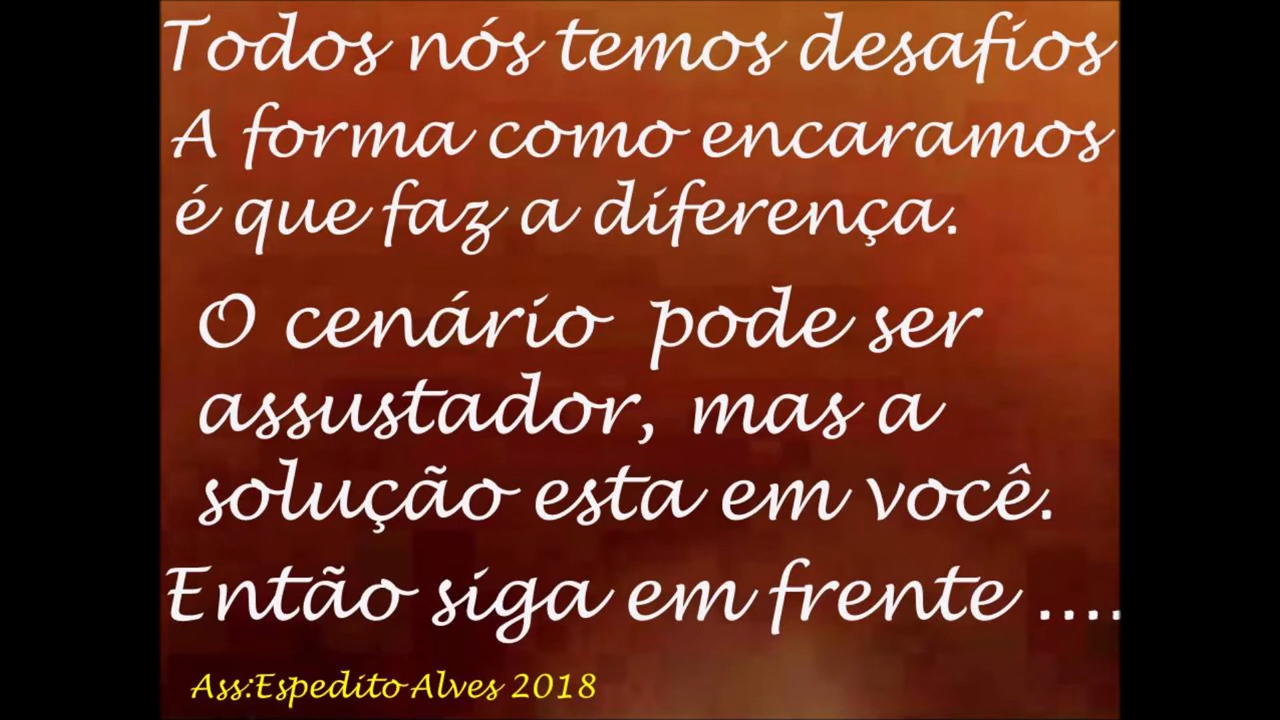 Todos nós temos desafios
A forma como encaramos
é que faz a diferença.
O cenário pode ser
assustador, mas a
solução esta em você.
Então siga em frente ....
Ass:Espedito Alves 2018